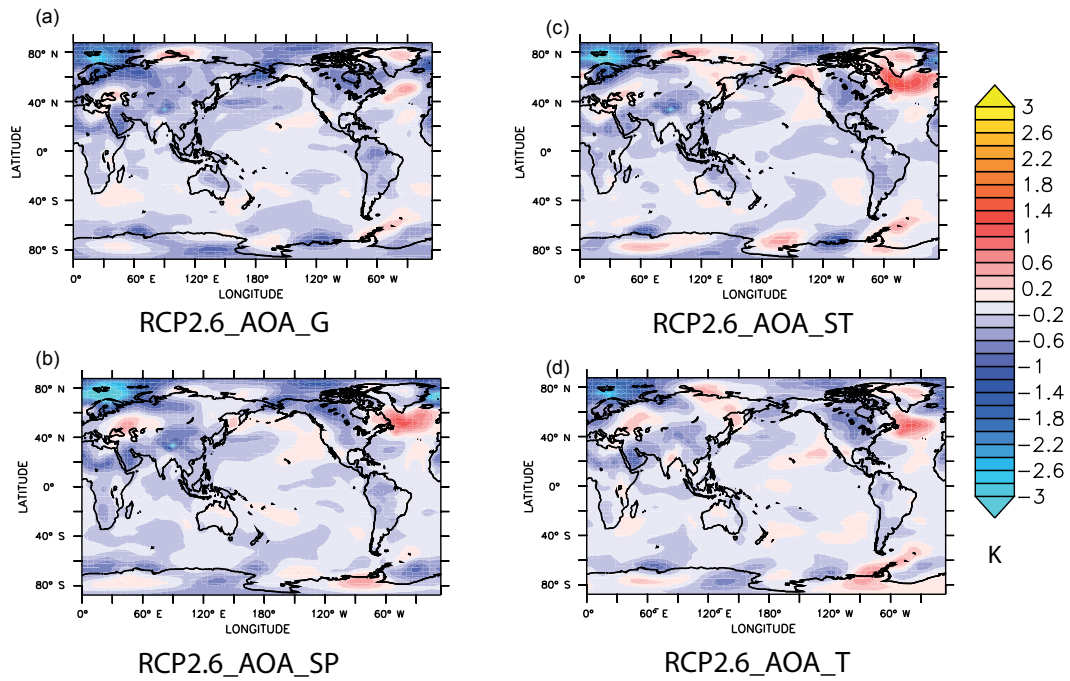 (a)
80° N
40° N
0°
40° S
80° S
LATITUDE
0° 60° E 120° E 180° 120° W 60° W
LONGITUDE
RCP2.6_AOA_G
(c)
80° N
40° N
0°
40° S
80° S
LATITUDE
0° 60° E 120° E 180° 120° W 60° W
LONGITUDE
RCP2.6_AOA_ST
(b)
80° N
40° N
0°
40° S
80° S
LATITUDE
0° 60° E 120° E 180° 120° W 60° W
LONGITUDE
RCP2.6_AOA_SP
(d)
80° N
40° N
0°
40° S
80° S
LATITUDE
0° 60° E 120° E 180° 120° W 60° W
LONGITUDE
RCP2.6_AOA_T
3
2.6
2.2
1.8
1.4
1
0.6
0.2
−0.2
−0.6
−1
−1.4
−1.8
−2.2
−2.6
−3
K